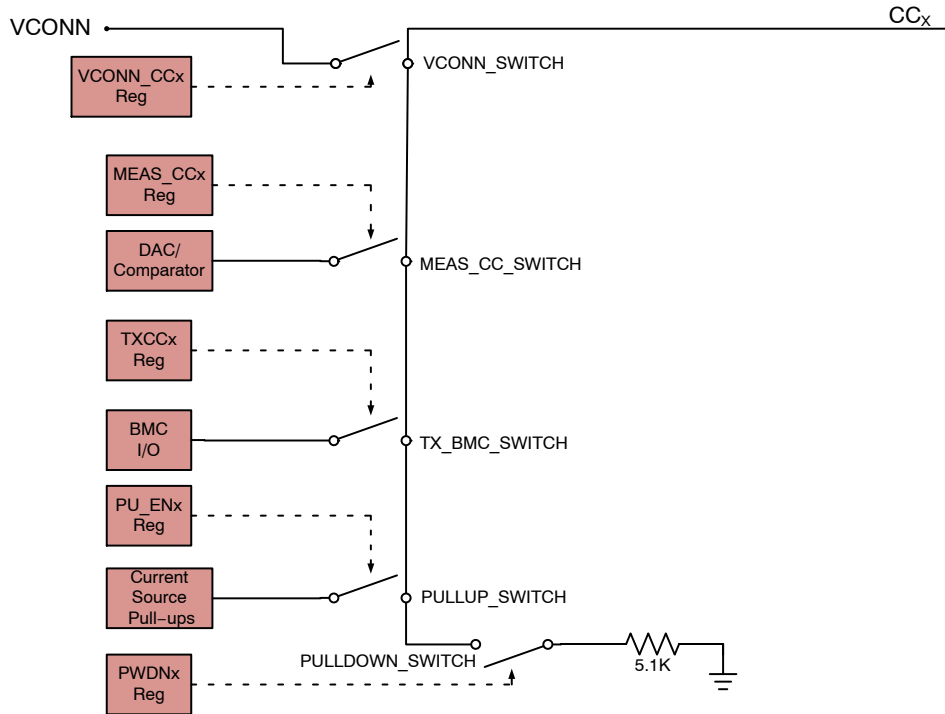 VCONN
CCX
VCONN_CCx
Reg
VCONN_SWITCH
MEAS_CCx
Reg
DAC/
Comparator
MEAS_CC_SWITCH
TXCCx
Reg
BMC
I/O
TX_BMC_SWITCH
PU_ENx
Reg
Current
Source
Pull−ups
PULLUP_SWITCH
PULLDOWN_SWITCH
5.1K
PWDNx
Reg